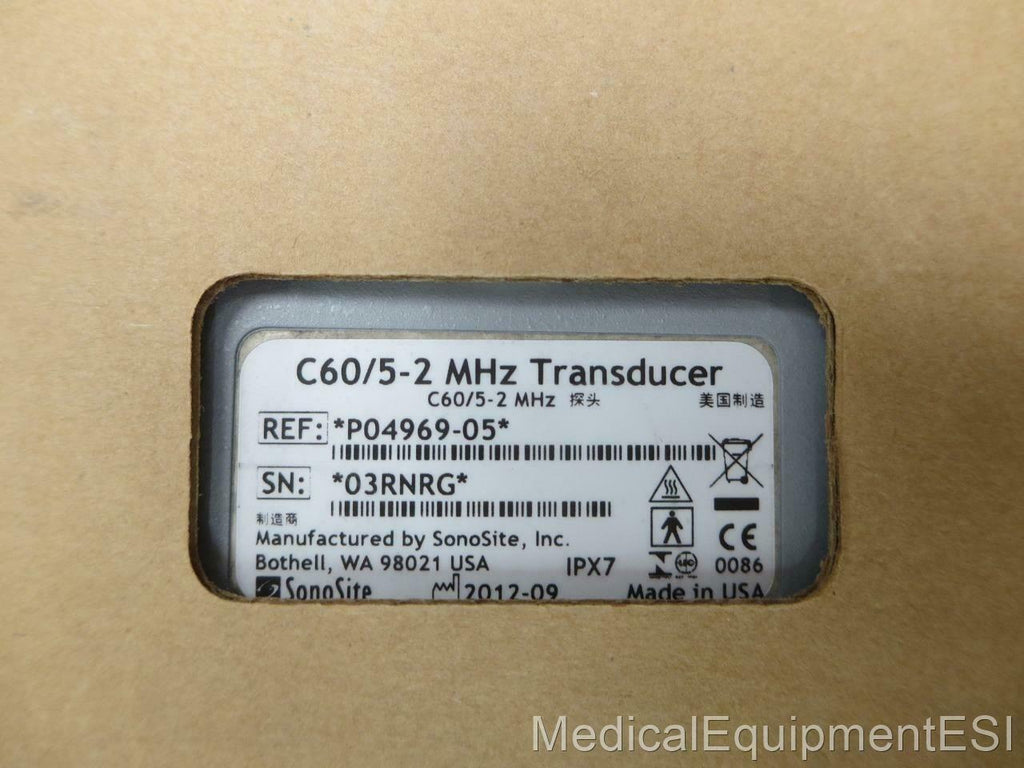 C60/5-2 MHz Transducer
C60/5-2 MHz 探头 美国制造
REF: *P04969-05*
SN: *03RNRG*
制造商
Manufactured by SonoSite, Inc.
Bothell, WA 98021 USA IPX7 0086
SonoSite 2012-09 Made in USA
MedicalEquipmentESI